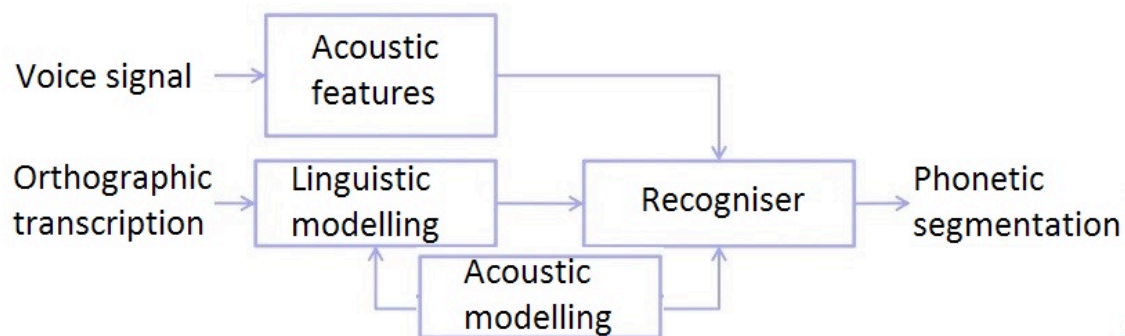 Voice signal
Acoustic
features
Orthographic
transcription
Linguistic
modelling
Recogniser
Phonetic
segmentation
Acoustic
modelling